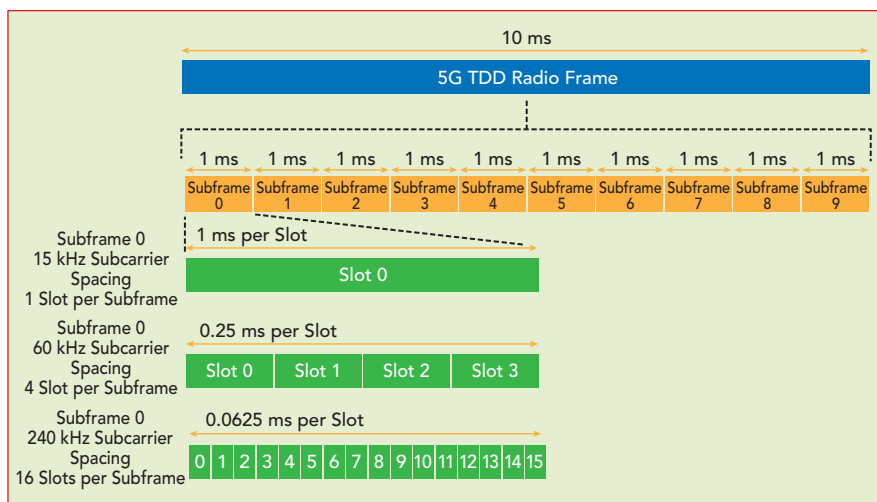 10 ms
5G TDD Radio Frame
1 ms 1 ms 1 ms 1 ms 1 ms 1 ms 1 ms 1 ms 1 ms 1 ms
Subframe 0 Subframe 1 Subframe 2 Subframe 3 Subframe 4 Subframe 5 Subframe 6 Subframe 7 Subframe 8 Subframe 9
Subframe 0
15 kHz Subcarrier
Spacing
1 Slot per Subframe
1 ms per Slot
Slot 0
Subframe 0
60 kHz Subcarrier
Spacing
4 Slot per Subframe
0.25 ms per Slot
Slot 0 Slot 1 Slot 2 Slot 3
Subframe 0
240 kHz Subcarrier
Spacing
16 Slots per Subframe
0.0625 ms per Slot
0 1 2 3 4 5 6 7 8 9 10 11 12 13 14 15